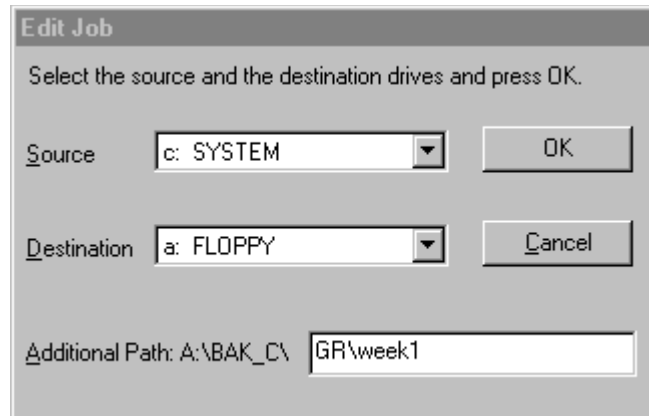 Edit Job
Select the source and the destination drives and press OK.
Source c: SYSTEM OK
Destination a: FLOPPY Cancel
Additional Path: A:\BAK_C\ GR\week1